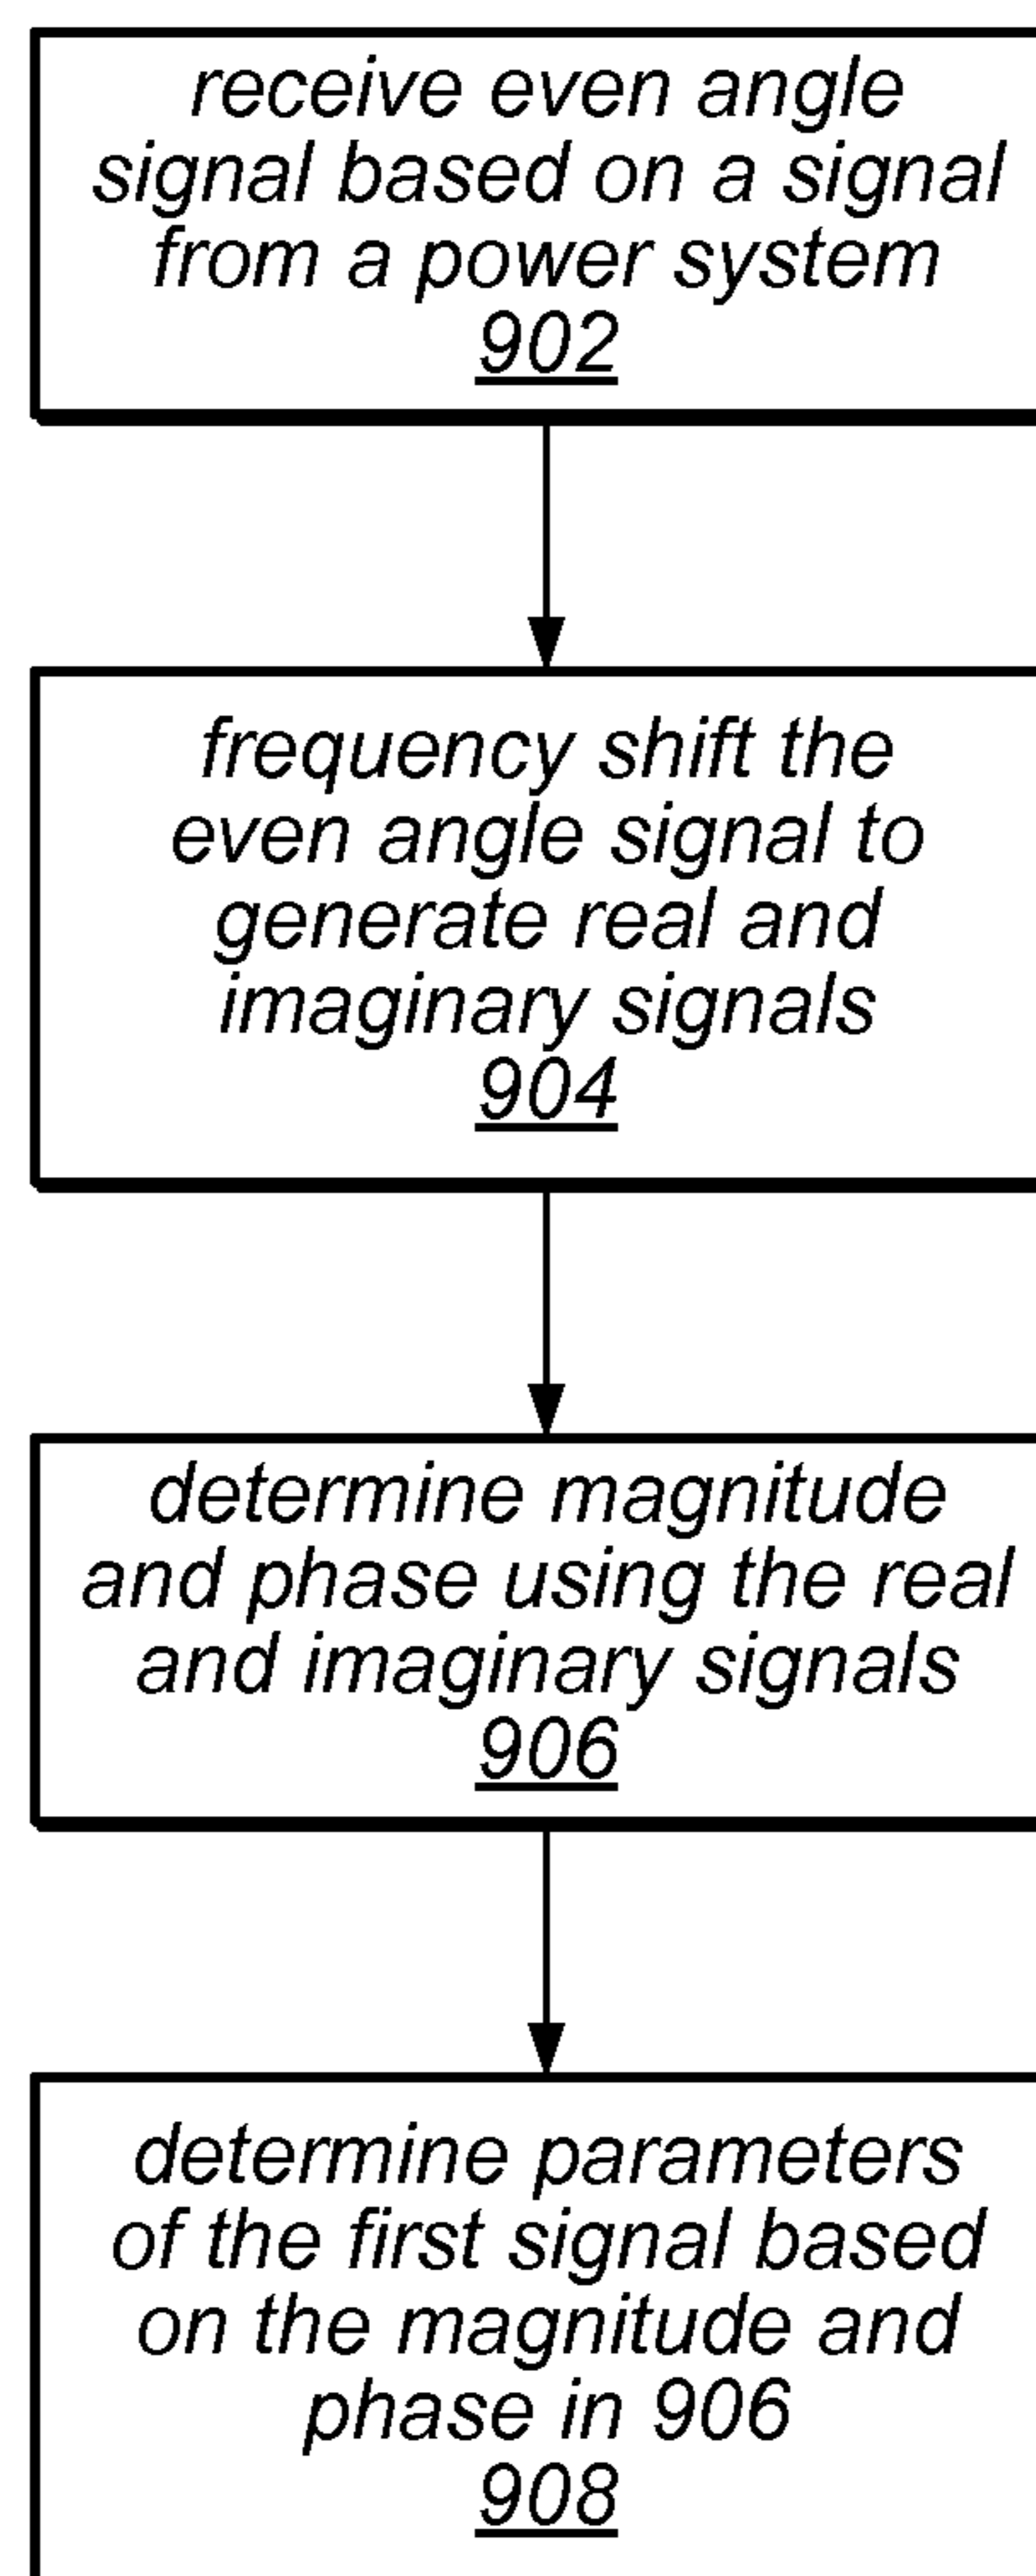 receive even angle
signal based on a signal
from a power system
902
frequency shift the
even angle signal to
generate real and
imaginary signals
904
determine magnitude
and phase using the real
and imaginary signals
906
determine parameters
of the first signal based
on the magnitude and
phase in 906
908